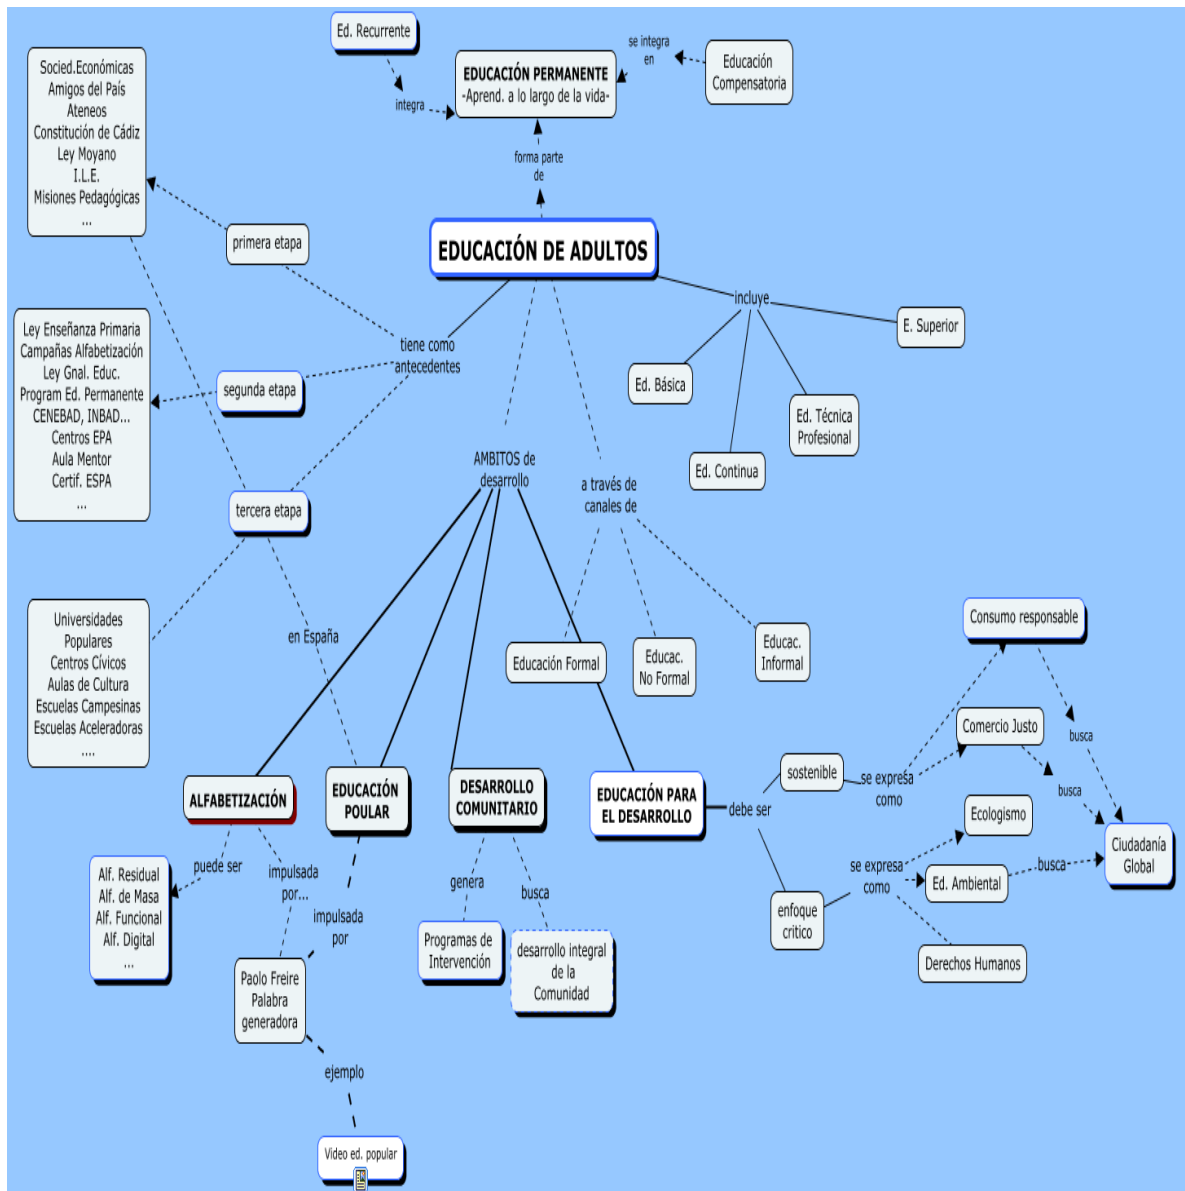 Ed. Recurrente
integra
EDUCACIÓN PERMANENTE
-Aprend. a lo largo de la vida-
se integra
en
Educación
Compensatoria
forma parte
de
EDUCACIÓN DE ADULTOS
Socied.Económicas
Amigos del País
Ateneos
Constitución de Cádiz
Ley Moyano
I.L.E.
Misiones Pedagógicas
...
primera etapa
tiene como
antecedentes
Ley Enseñanza Primaria
Campañas Alfabetización
Ley Gnal. Educ.
Program Ed. Permanente
CENEBAD, INBAD...
Centros EPA
Aula Mentor
Certif. ESPA
...
segunda etapa
tercera etapa
Universidades
Populares
Centros Cívicos
Aulas de Cultura
Escuelas Campesinas
Escuelas Aceleradoras
....
en España
incluye
E. Superior
Ed. Básica
Ed. Técnica
Profesional
Ed. Continua
AMBITOS de
desarrollo
a través de
canales de
Educación Formal
Educac.
No Formal
Educac.
Informal
ALFABETIZACIÓN
EDUCACIÓN
POULAR
DESARROLLO
COMUNITARIO
EDUCACIÓN PARA
EL DESARROLLO
puede ser
Alf. Residual
Alf. de Masa
Alf. Funcional
Alf. Digital
...
impulsada
por...
impulsada
por
Paolo Freire
Palabra
generadora
ejemplo
Video ed. popular
genera
Programas de
Intervención
busca
desarrollo integral
de la
Comunidad
debe ser
sostenible
se expresa
como
Consumo responsable
Comercio Justo
busca
busca
enfoque
critico
se expresa
como
Ecologismo
Ed. Ambiental
Derechos Humanos
busca
Ciudadanía
Global